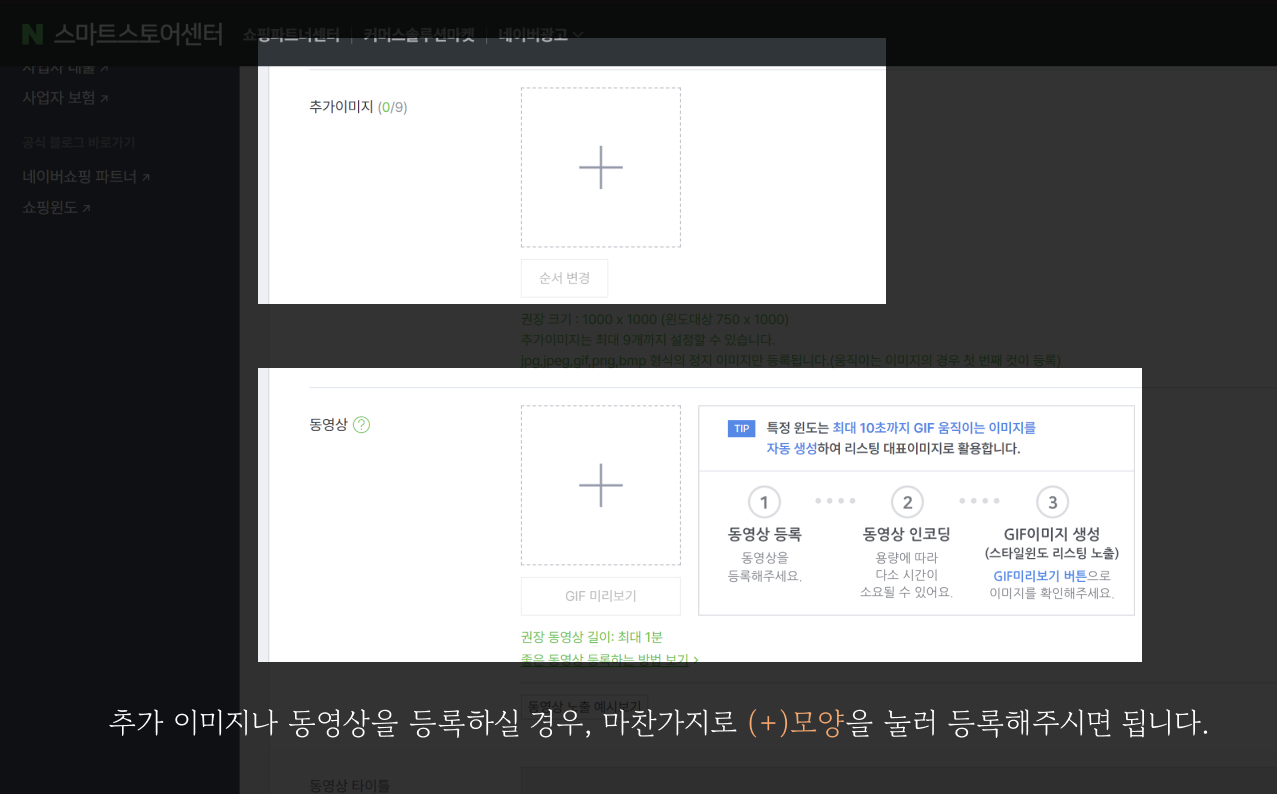 N 스마트스토어센터 쇼핑파트너센터 | 커머스솔루션마켓 | 네이버광고
사업자 대출
사업자 보험
공식 블로그 바로가기
네이버쇼핑 파트너
쇼핑윈도
추가이미지 (0/9)
순서 변경
권장 크기 : 1000 x 1000 (윈도대상 750 x 1000)
추가이미지는 최대 9개까지 설정할 수 있습니다.
jpg,jpeg,gif,png,bmp 형식의 정지 이미지만 등록됩니다.(움직이는 이미지의 경우 첫 번째 컷이 등록)
동영상 ?
TIP 특정 윈도는 최대 10초까지 GIF 움직이는 이미지를
자동 생성하여 리스팅 대표이미지로 활용합니다.
1
동영상 등록
동영상을
등록해주세요.
2
동영상 인코딩
용량에 따라
다소 시간이
소요될 수 있어요.
3
GIF이미지 생성
(스타일윈도 리스팅 노출)
GIF미리보기 버튼으로
이미지를 확인해주세요.
GIF 미리보기
권장 동영상 길이: 최대 1분
좋은 동영상 등록하는 방법 보기 >
동영상 노출 예시보기
추가 이미지나 동영상을 등록하실 경우, 마찬가지로 (+)모양을 눌러 등록해주시면 됩니다.
동영상 타이틀